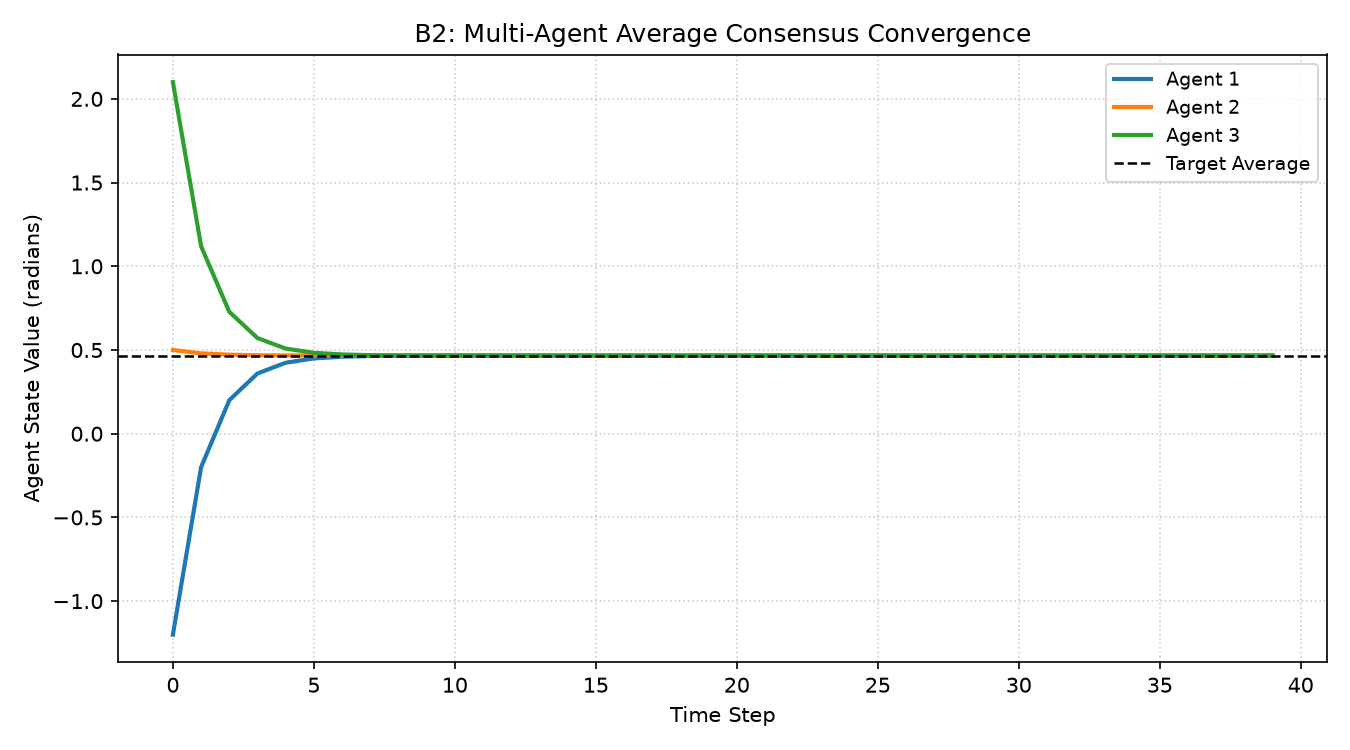 B2: Multi-Agent Average Consensus Convergence
Agent 1
Agent 2
Agent 3
Target Average
Agent State Value (radians)
2.0
1.5
1.0
0.5
0.0
−0.5
−1.0
0 5 10 15 20 25 30 35 40
Time Step